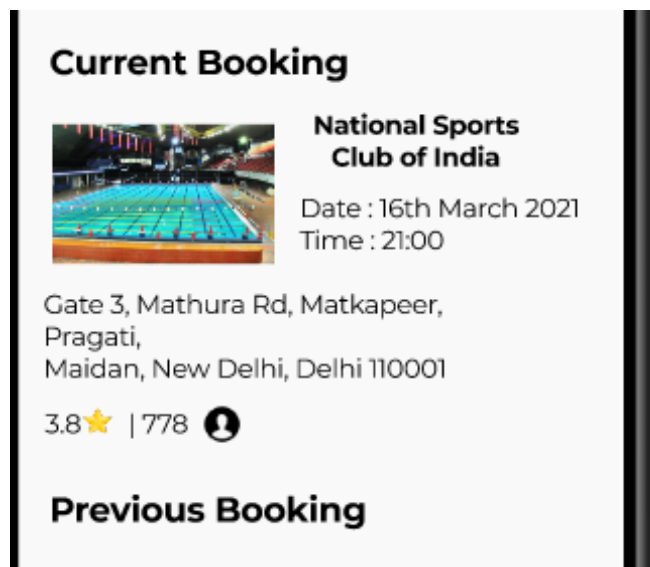 Current Booking
National Sports
Club of India
Date : 16th March 2021
Time : 21:00
Gate 3, Mathura Rd, Matkapeer,
Pragati,
Maidan, New Delhi, Delhi 110001
3.8 | 778
Previous Booking